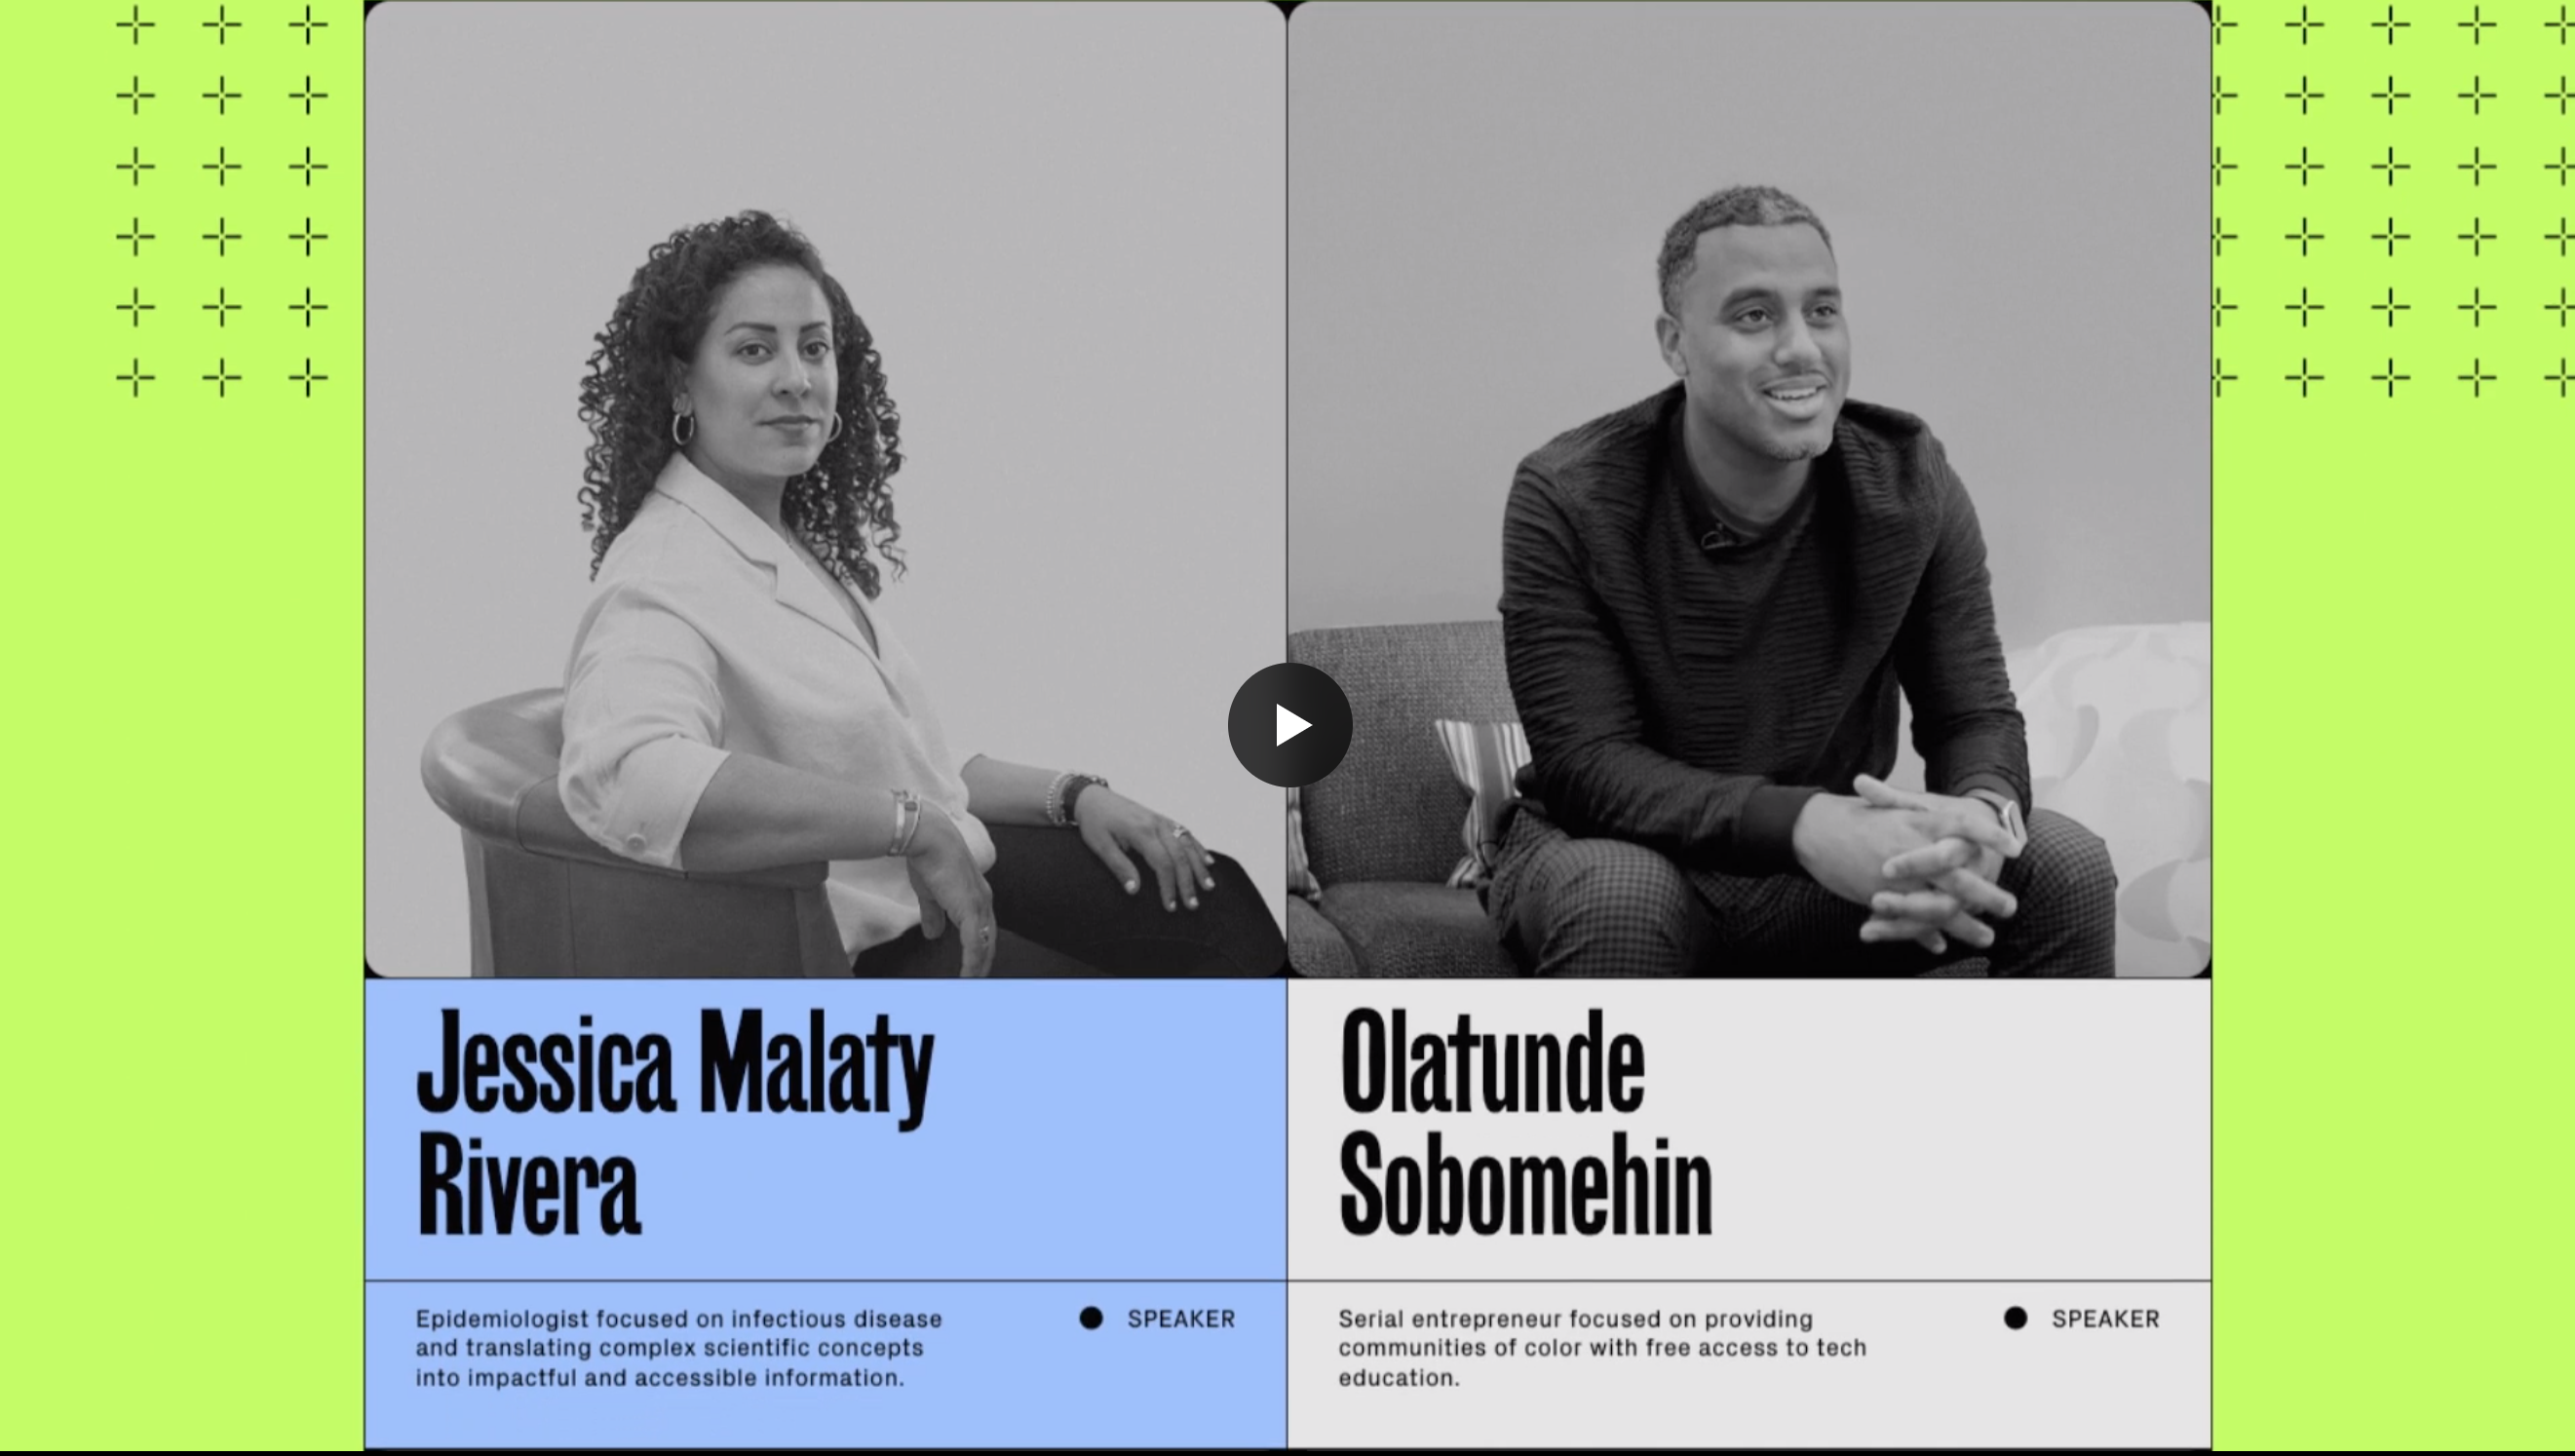 Jessica Malaty
Rivera
Epidemiologist focused on infectious disease
and translating complex scientific concepts
into impactful and accessible information.
SPEAKER
Olatunde
Sobomehin
Serial entrepreneur focused on providing
communities of color with free access to tech
education.
SPEAKER